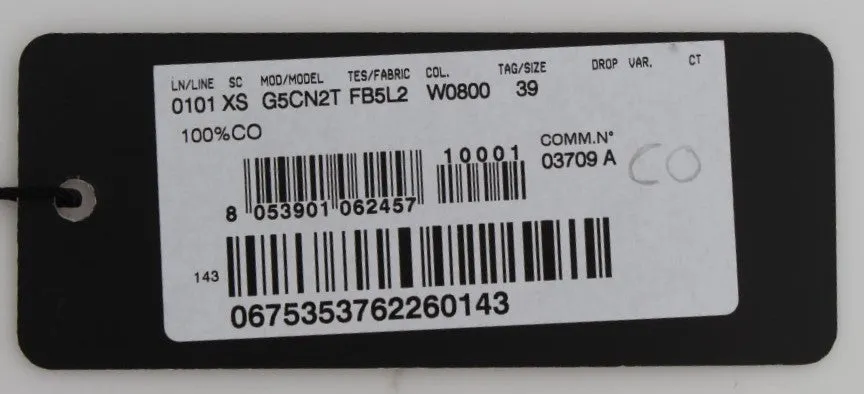 LN/LINE SC MOD/MODEL TES/FABRIC COL. TAG/SIZE DROP VAR. CT
0101 XS G5CN2T FB5L2 W0800 39
100%CO
COMM.N°
03709 A
CO
10001
8 053901 062457
143
0675353762260143